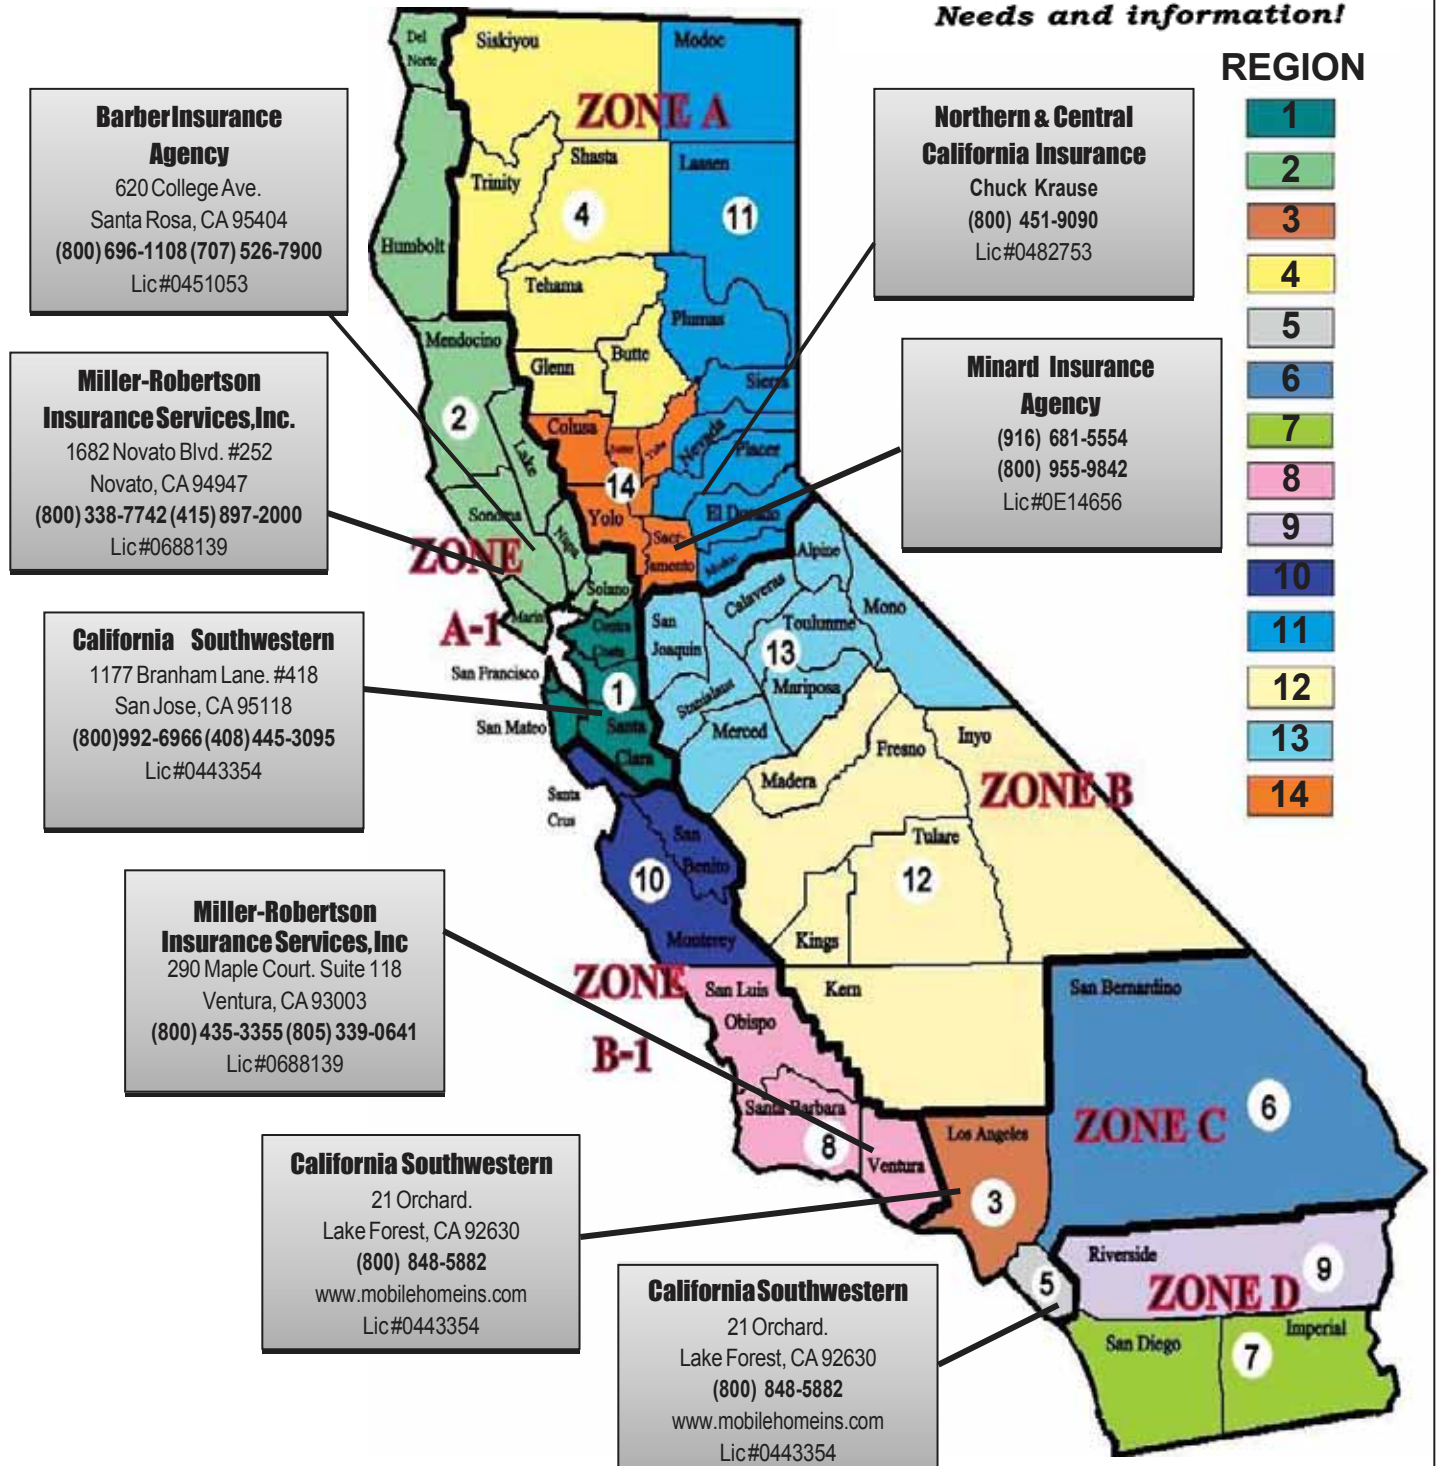 Needs and information!
REGION
1
2
3
4
5
6
7
8
9
10
11
12
13
14
Barber Insurance
Agency
620 College Ave.
Santa Rosa, CA 95404
(800) 696-1108 (707) 526-7900
Lic#0451053
Miller-Robertson
Insurance Services, Inc.
1682 Novato Blvd. #252
Novato, CA 94947
(800) 338-7742 (415) 897-2000
Lic#0688139
California Southwestern
1177 Branham Lane. #418
San Jose, CA 95118
(800)992-6966 (408)445-3095
Lic#0443354
Miller-Robertson
Insurance Services, Inc
290 Maple Court. Suite 118
Ventura, CA 93003
(800) 435-3355 (805) 339-0641
Lic#0688139
California Southwestern
21 Orchard.
Lake Forest, CA 92630
(800) 848-5882
www.mobilehomeins.com
Lic#0443354
California Southwestern
21 Orchard.
Lake Forest, CA 92630
(800) 848-5882
www.mobilehomeins.com
Lic#0443354
Northern & Central
California Insurance
Chuck Krause
(800) 451-9090
Lic#0482753
Minard Insurance
Agency
(916) 681-5554
(800) 955-9842
Lic#0E14656
Del
Norte
Siskiyou
Modoc
ZONE A
Shasta
Lassen
Trinity
4
11
Humbolt
Tehama
Plumas
Mendocino
Butte
Glenn
Sierra
2
Colusa
Yuba
Nevada
Placer
Lake
14
Yolo
El Dorado
Sonoma
Napa
Sacr-
amento
Modoc
Alpine
ZONE
A-1
Solano
Marin
Calaveras
Mono
Contra
Costa
San
Joaquin
Toulumne
13
San Francisco
1
Stanislaus
Mariposa
San Mateo
Santa
Clara
Merced
Fresno
Inyo
Madera
ZONE B
Santa
Crus
San
Benito
Tulare
10
12
Monterey
Kings
ZONE
B-1
San Luis
Obispo
Kern
San Bernardino
Santa Barbara
8
Ventura
Los Angeles
ZONE C
6
3
5
Riverside
9
ZONE D
San Diego
7
Imperial